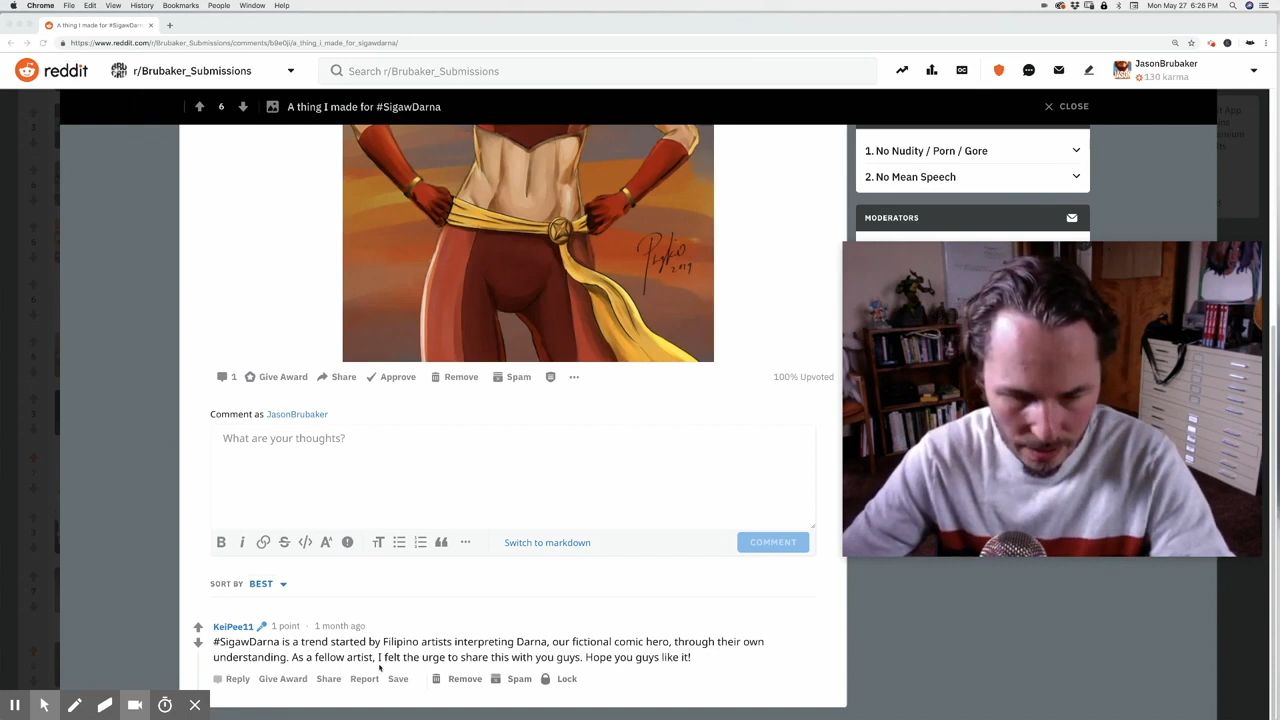 Chrome File Edit View History Bookmarks People Window Help
Mon May 27 6:26 PM
A thing I made for #SigawDarn
https://www.reddit.com/r/Brubaker_Submissions/comments/b9e0ji/a_thing_i_made_for_sigawdarna/
reddit r/Brubaker_Submissions
Search r/Brubaker_Submissions
JasonBrubaker
130 karma
6 A thing I made for #SigawDarna
CLOSE
1. No Nudity / Porn / Gore
2. No Mean Speech
MODERATORS
2019
1 Give Award Share Approve Remove Spam ••• 100% Upvoted
Comment as JasonBrubaker
What are your thoughts?
Switch to markdown
COMMENT
SORT BY BEST
KeiPee11 1 point · 1 month ago
#SigawDarna is a trend started by Filipino artists interpreting Darna, our fictional comic hero, through their own
understanding. As a fellow artist, I felt the urge to share this with you guys. Hope you guys like it!
Reply Give Award Share Report Save Remove Spam Lock